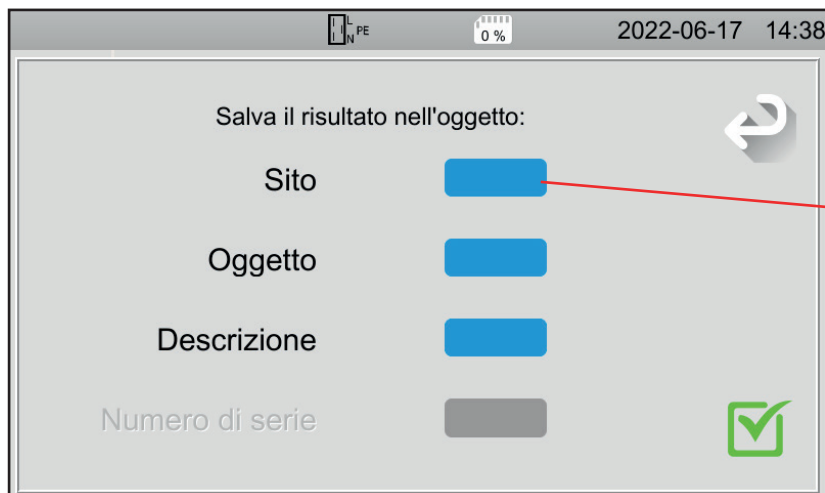 L
N PE
0 %
2022-06-17 14:38
Salva il risultato nell'oggetto:
Sito
Oggetto
Descrizione
Numero di serie